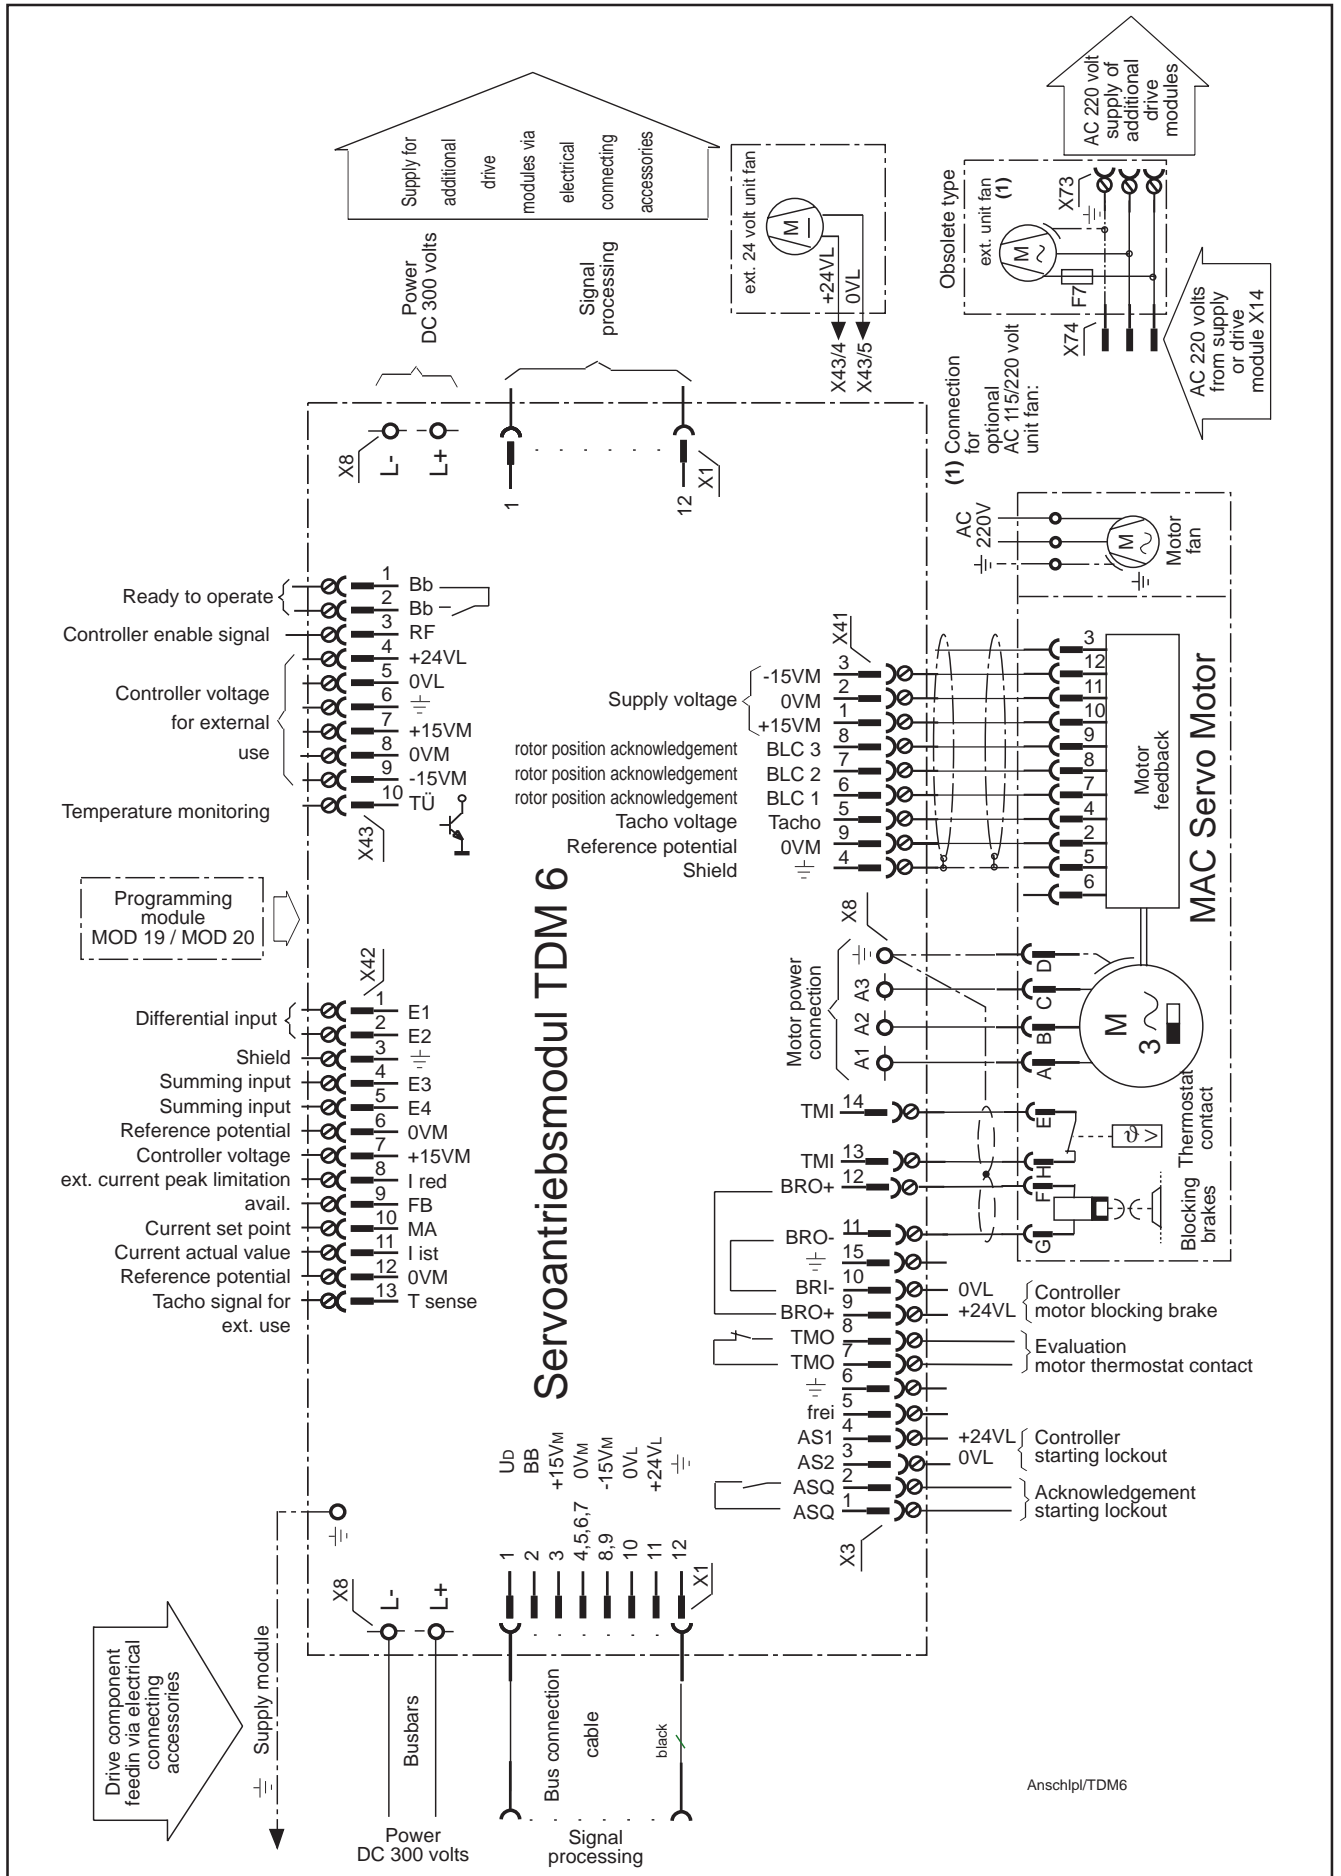 Supply for
additional
drive
modules via
electrical
connecting
accessories
Power
DC 300 volts
Signal
processing
ext. 24 volt unit fan
M
+24VL
0VL
X43/4
X43/5
AC 220 volt
supply of
additional
drive
modules
Obsolete type
ext. unit fan
(1)
M
F7
X73
X74
AC 220 volts
from supply
or drive
module X14
(1) Connection
for
optional
AC 115/220 volt
unit fan:
X8
L-
L+
1
12
X1
Ready to operate
1 Bb
2 Bb
Controller enable signal
3 RF
Controller voltage
for external
use
4 +24VL
5 0VL
6
7 +15VM
8 0VM
9 -15VM
Temperature monitoring
10 TÜ
X43
Programming
module
MOD 19 / MOD 20
X42
Differential input
1 E1
2 E2
Shield 3
Summing input 4 E3
Summing input 5 E4
Reference potential 6 0VM
Controller voltage 7 +15VM
ext. current peak limitation 8 I red
avail. 9 FB
Current set point 10 MA
Current actual value 11 I ist
Reference potential 12 0VM
Tacho signal for 13 T sense
ext. use
Servoantriebsmodul TDM 6
AC
220V
M
Motor
fan
X41
Supply voltage
-15VM 3
0VM 2
+15VM 1
rotor position acknowledgement BLC 3 8
rotor position acknowledgement BLC 2 7
rotor position acknowledgement BLC 1 6
Tacho voltage Tacho 5
Reference potential 0VM 9
Shield 4
3
12
11
10
9
8
7
4
2
5
6
Motor
feedback
MAC Servo Motor
X8
Motor power
connection
A3
A2
A1
D
C
B
A
M
3
TMI 14
TMI 13
BRO+ 12
BRO- 11
15
BRI- 10
BRO+ 9
TMO 8
TMO 7
6
frei 5
AS1 4
AS2 3
ASQ 2
ASQ 1
X3
E
H
F
G
ϑ >
Thermostat
contact
Blocking
brakes
0VL
+24VL
Controller
motor blocking brake
Evaluation
motor thermostat contact
+24VL
0VL
Controller
starting lockout
Acknowledgement
starting lockout
UD
BB
+15VM
0VM
-15VM
0VL
+24VL
1
2
3
4,5,6,7
8,9
10
11
12
X1
X8
L-
L+
Drive component
feedin via electrical
connecting
accessories
Supply module
Busbars
Bus connection
cable
black
Power
DC 300 volts
Signal
processing
Anschlpl/TDM6